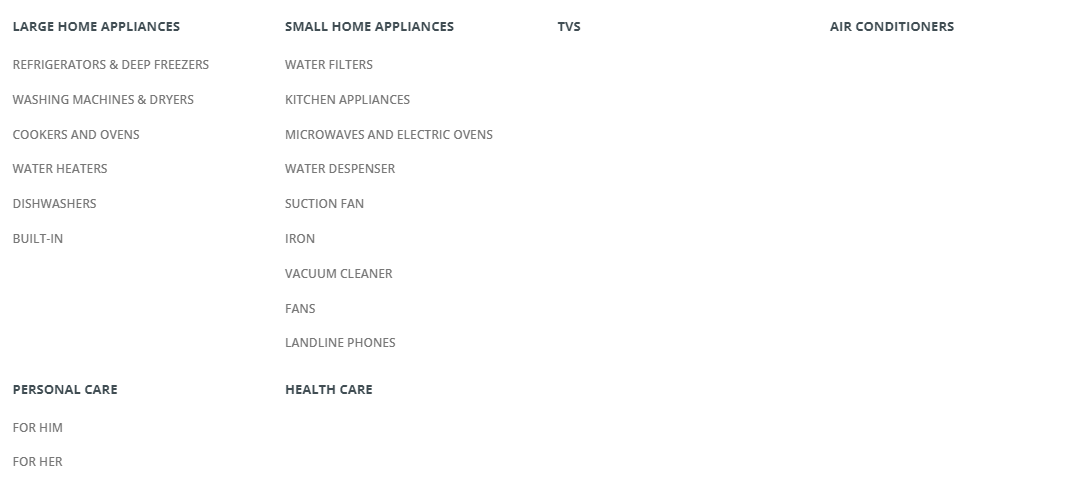 LARGE HOME APPLIANCES
REFRIGERATORS & DEEP FREEZERS
WASHING MACHINES & DRYERS
COOKERS AND OVENS
WATER HEATERS
DISHWASHERS
BUILT-IN
SMALL HOME APPLIANCES
WATER FILTERS
KITCHEN APPLIANCES
MICROWAVES AND ELECTRIC OVENS
WATER DESPENSER
SUCTION FAN
IRON
VACUUM CLEANER
FANS
LANDLINE PHONES
TVS
AIR CONDITIONERS
PERSONAL CARE
FOR HIM
FOR HER
HEALTH CARE